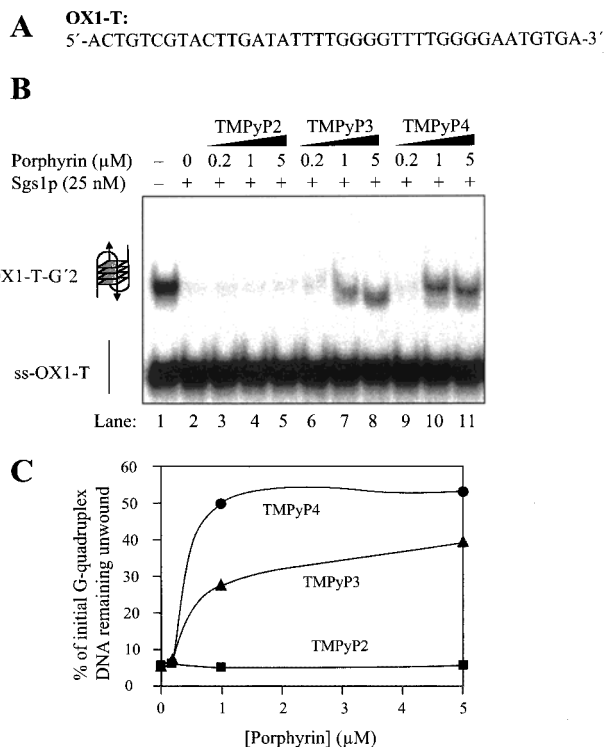 A
OX1-T:
5´-ACTGTCGTACTTGATATTTTGGGGTTTTGGGGAATGTGA-3´
B
TMPyP2 TMPyP3 TMPyP4
Porphyrin (µM) – 0 0.2 1 5 0.2 1 5 0.2 1 5
Sgs1p (25 nM) – + + + + + + + + + +
OX1-T-G´2
ss-OX1-T
Lane: 1 2 3 4 5 6 7 8 9 10 11
C
% of initial G-quadruplex
DNA remaining unwound
60
50
40
30
20
10
0
TMPyP4
TMPyP3
TMPyP2
0 1 2 3 4 5
[Porphyrin] (µM)